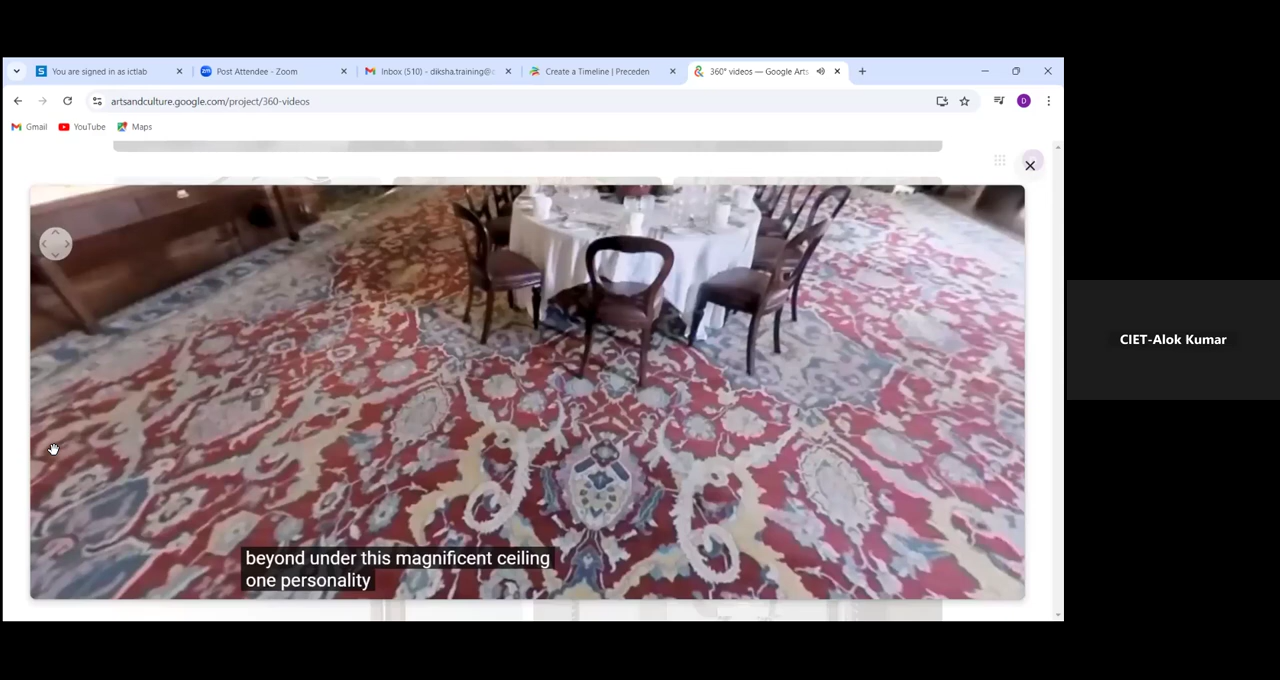 You are signed in as ictlab
Post Attendee - Zoom
Inbox (510) - diksha.training@c
Create a Timeline | Preceden
360° videos — Google Arts
artsandculture.google.com/project/360-videos
D
Gmail
YouTube
Maps
beyond under this magnificent ceiling
one personality
CIET-Alok Kumar